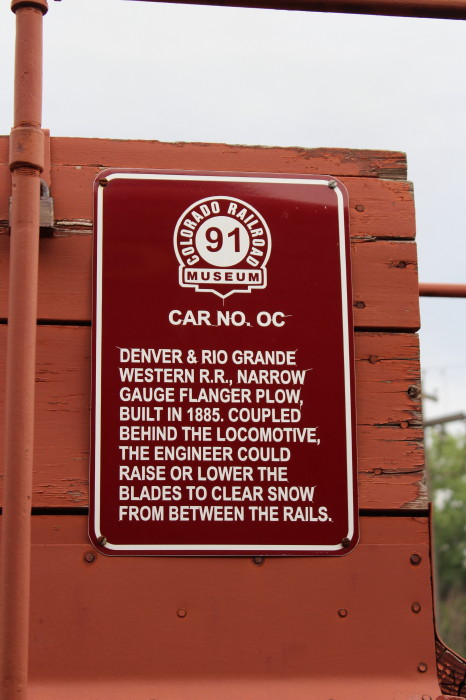 COLORADO RAILROAD
91
MUSEUM
CAR NO. OC
DENVER & RIO GRANDE
WESTERN R.R., NARROW
GAUGE FLANGER PLOW,
BUILT IN 1885. COUPLED
BEHIND THE LOCOMOTIVE,
THE ENGINEER COULD
RAISE OR LOWER THE
BLADES TO CLEAR SNOW
FROM BETWEEN THE RAILS.